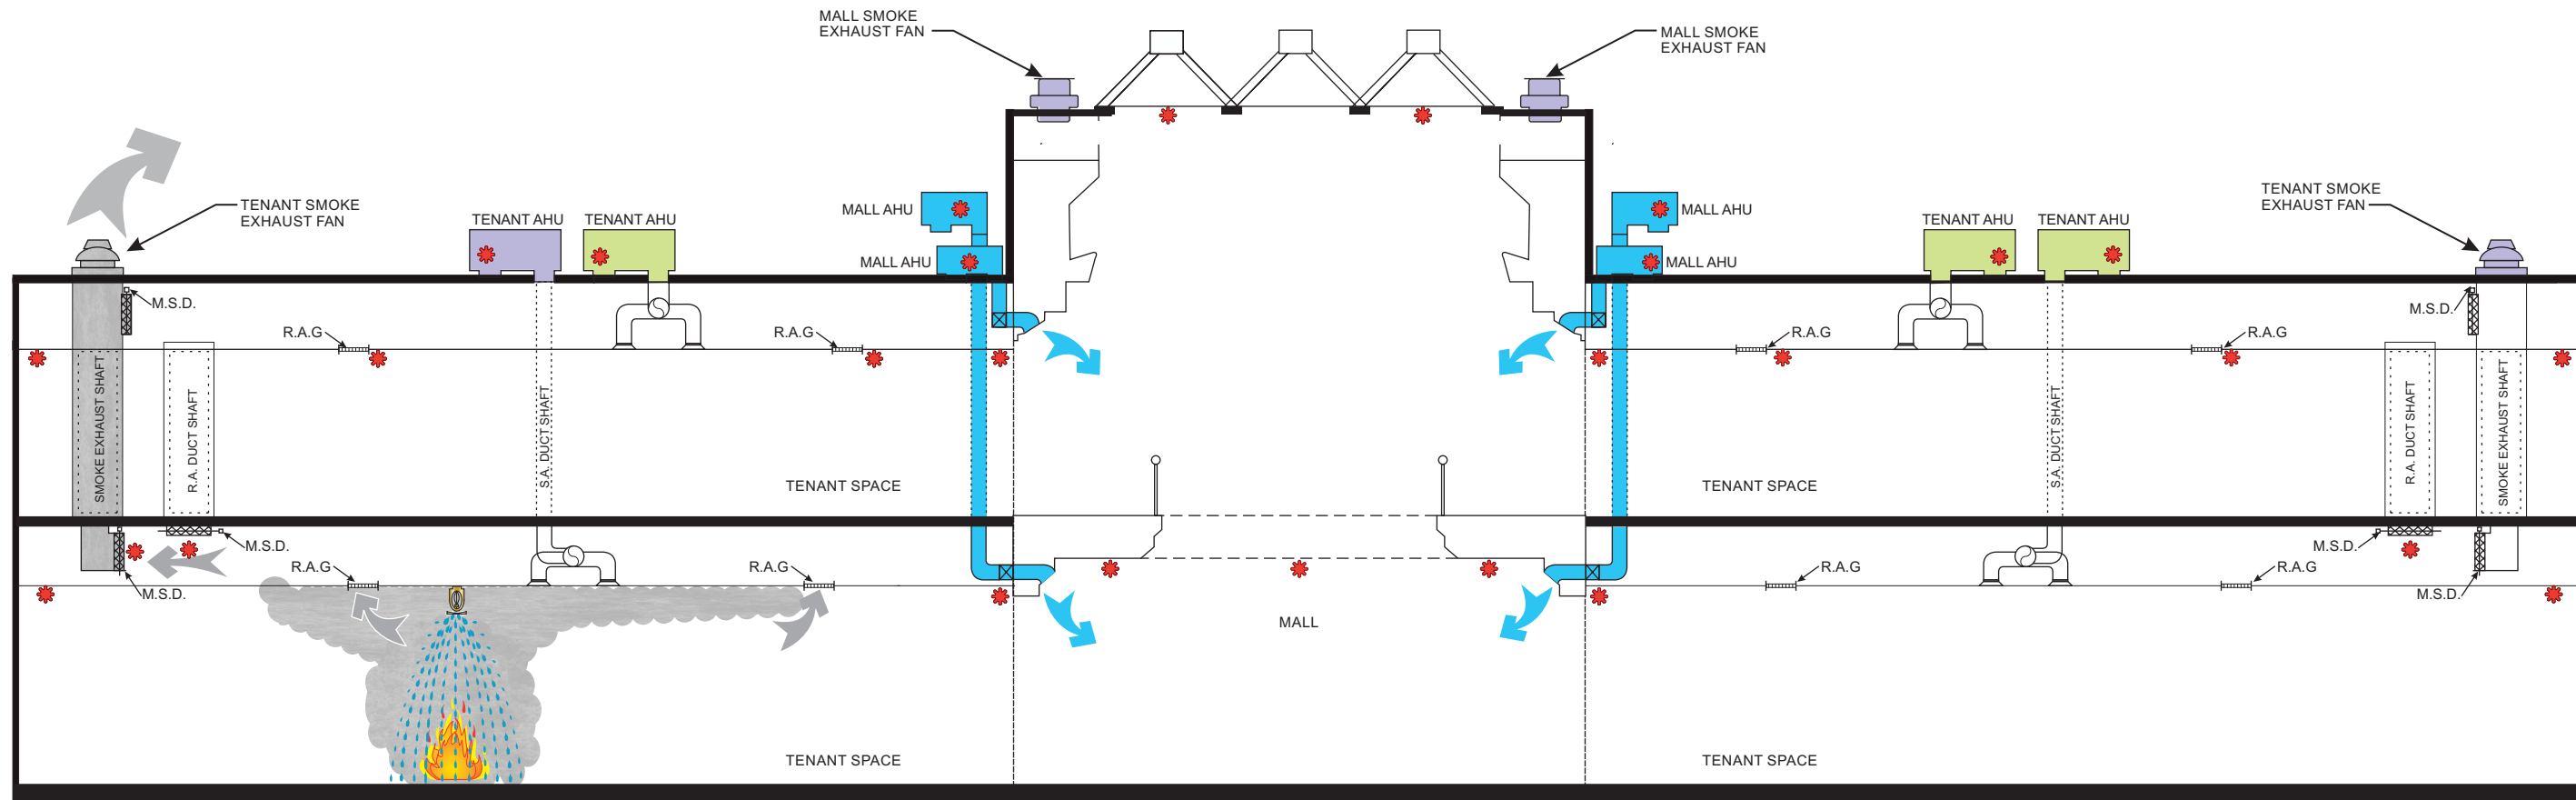 MALL SMOKE
EXHAUST FAN
MALL SMOKE
EXHAUST FAN
TENANT SMOKE
EXHAUST FAN
TENANT AHU
TENANT AHU
MALL AHU
MALL AHU
MALL AHU
MALL AHU
TENANT AHU
TENANT AHU
TENANT SMOKE
EXHAUST FAN
M.S.D.
R.A.G
R.A.G
R.A.G
R.A.G
M.S.D.
SMOKE EXHAUST SHAFT
R.A. DUCT SHAFT
S.A. DUCT SHAFT
TENANT SPACE
TENANT SPACE
S.A. DUCT SHAFT
R.A. DUCT SHAFT
SMOKE EXHAUST SHAFT
M.S.D.
M.S.D.
R.A.G
R.A.G
R.A.G
R.A.G
M.S.D.
M.S.D.
MALL
TENANT SPACE
TENANT SPACE